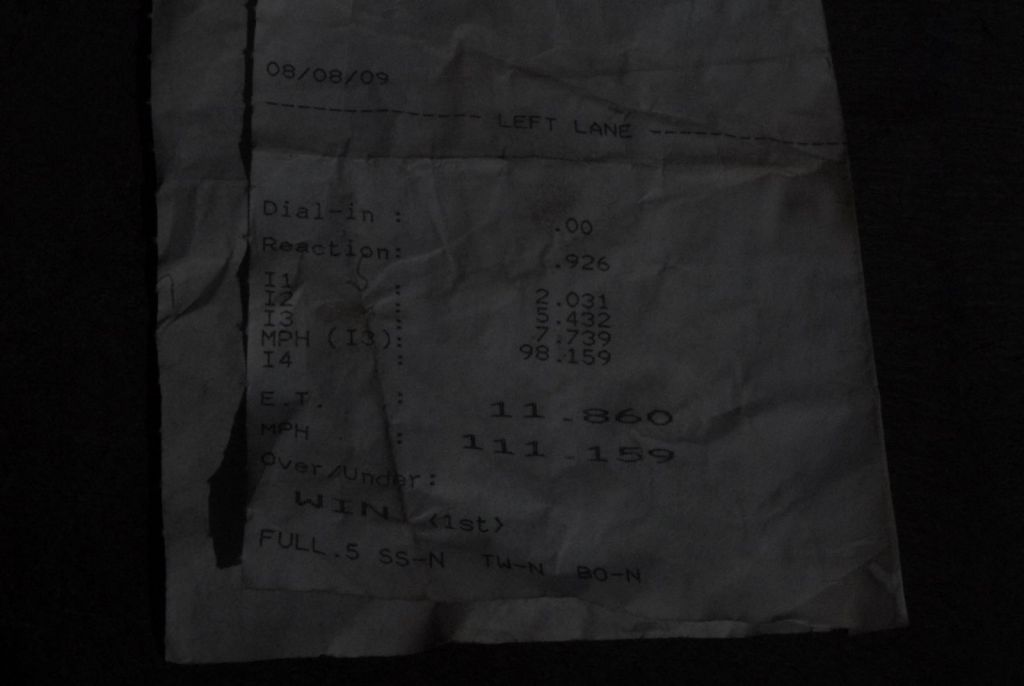 08/08/09
---------------- LEFT LANE ----------------
Dial-in : .00
Reaction: .926
I1 : 2.031
I2 : 5.432
I3 : 7.739
MPH (I3): 98.159
I4 :
E.T. : 11.860
MPH : 111.159
Over/Under:
WIN <1st>
FULL.5 SS-N TW-N BO-N